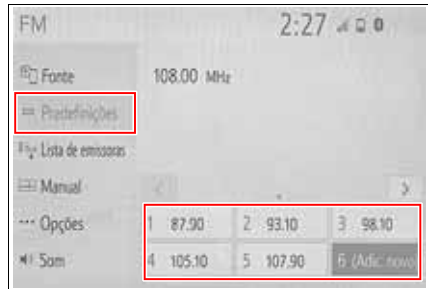 FM 2:27
Fonte 108.00 MHz
Predefinições
Lista de emissoras
Manual
Opções 1 87.90 2 93.10 3 98.10
Som 4 105.10 5 107.90 6 (Adic. novo